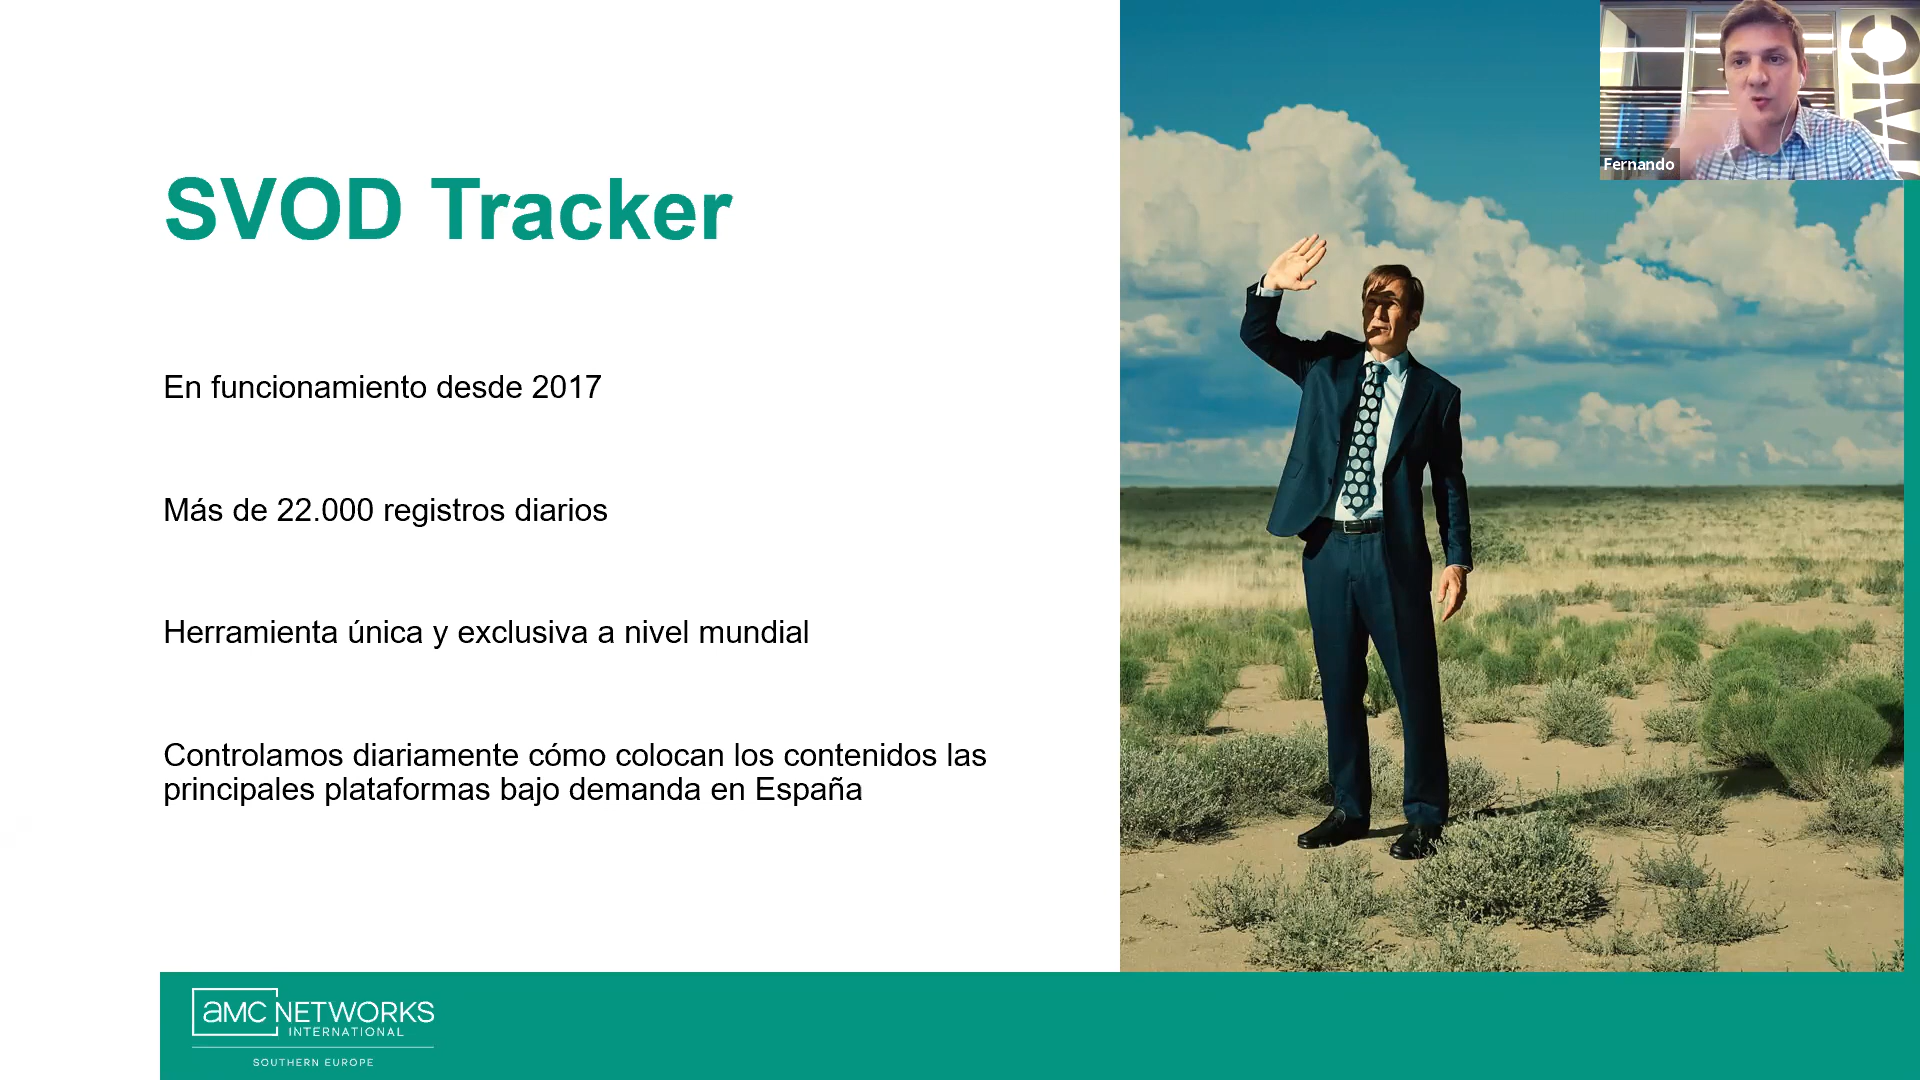 Fernando
SVOD Tracker
En funcionamiento desde 2017
Más de 22.000 registros diarios
Herramienta única y exclusiva a nivel mundial
Controlamos diariamente cómo colocan los contenidos las
principales plataformas bajo demanda en España
aMC NETWORKS
INTERNATIONAL
SOUTHERN EUROPE